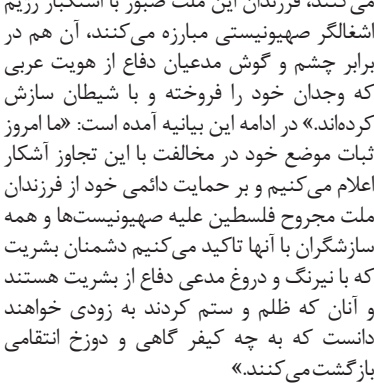 می‌کنند، فرزندان این ملت صبور با استکبار رژیم
اشغالگر صهیونیستی مبارزه می‌کنند، آن هم در
برابر چشم و گوش مدعیان دفاع از هویت عربی
که وجدان خود را فروخته و با شیطان سازش
کرده‌اند.» در ادامه این بیانیه آمده است: «ما امروز
ثبات موضع خود در مخالفت با این تجاوز آشکار
اعلام می‌کنیم و بر حمایت دائمی خود از فرزندان
ملت مجروح فلسطین علیه صهیونیست‌ها و همه
سازشگران با آنها تاکید می‌کنیم دشمنان بشریت
که با نیرنگ و دروغ مدعی دفاع از بشریت هستند
و آنان که ظلم و ستم کردند به زودی خواهند
دانست که به چه کیفر گاهی و دوزخ انتقامی
بازگشت می‌کنند.»